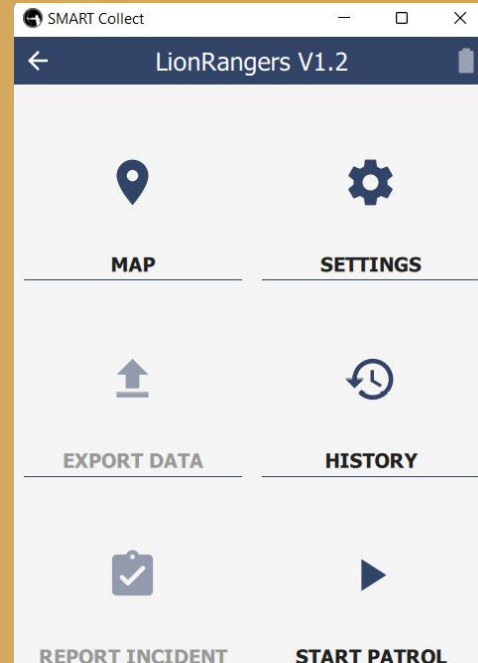 SMART Collect
LionRangers V1.2
MAP
SETTINGS
EXPORT DATA
HISTORY
REPORT INCIDENT
START PATROL